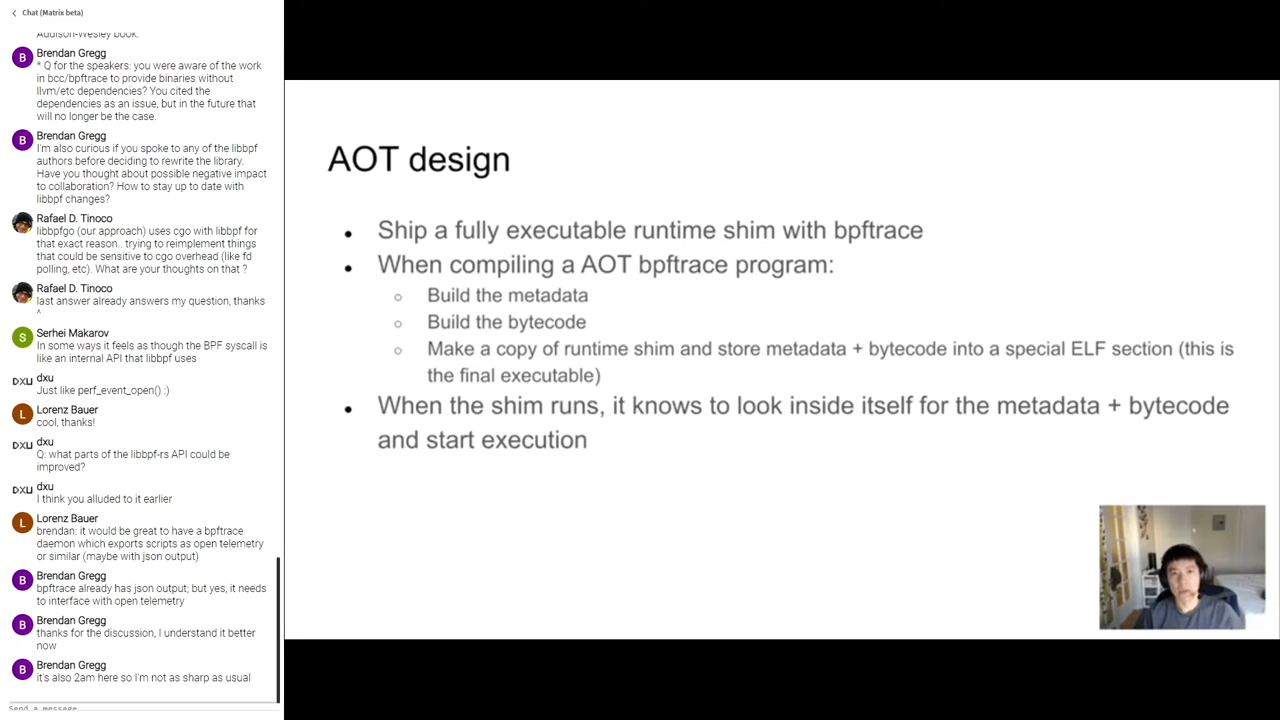 Chat (Matrix beta)
Addison-Wesley book.
B
Brendan Gregg
* Q for the speakers: you were aware of the work
in bcc/bpftrace to provide binaries without
llvm/etc dependencies? You cited the
dependencies as an issue, but in the future that
will no longer be the case.
B
Brendan Gregg
I'm also curious if you spoke to any of the libbpf
authors before deciding to rewrite the library.
Have you thought about possible negative impact
to collaboration? How to stay up to date with
libbpf changes?
Rafael D. Tinoco
libbpfgo (our approach) uses cgo with libbpf for
that exact reason.. trying to reimplement things
that could be sensitive to cgo overhead (like fd
polling, etc). What are your thoughts on that ?
Rafael D. Tinoco
last answer already answers my question, thanks
^
S
Serhei Makarov
In some ways it feels as though the BPF syscall is
like an internal API that libbpf uses
DXU
dxu
Just like perf_event_open() :)
L
Lorenz Bauer
cool, thanks!
DXU
dxu
Q: what parts of the libbpf-rs API could be
improved?
DXU
dxu
I think you alluded to it earlier
L
Lorenz Bauer
brendan: it would be great to have a bpftrace
daemon which exports scripts as open telemetry
or similar (maybe with json output)
B
Brendan Gregg
bpftrace already has json output; but yes, it needs
to interface with open telemetry
B
Brendan Gregg
thanks for the discussion, I understand it better
now
B
Brendan Gregg
it's also 2am here so I'm not as sharp as usual
Send a message
AOT design
Ship a fully executable runtime shim with bpftrace
When compiling a AOT bpftrace program:
Build the metadata
Build the bytecode
Make a copy of runtime shim and store metadata + bytecode into a special ELF section (this is
the final executable)
When the shim runs, it knows to look inside itself for the metadata + bytecode
and start execution